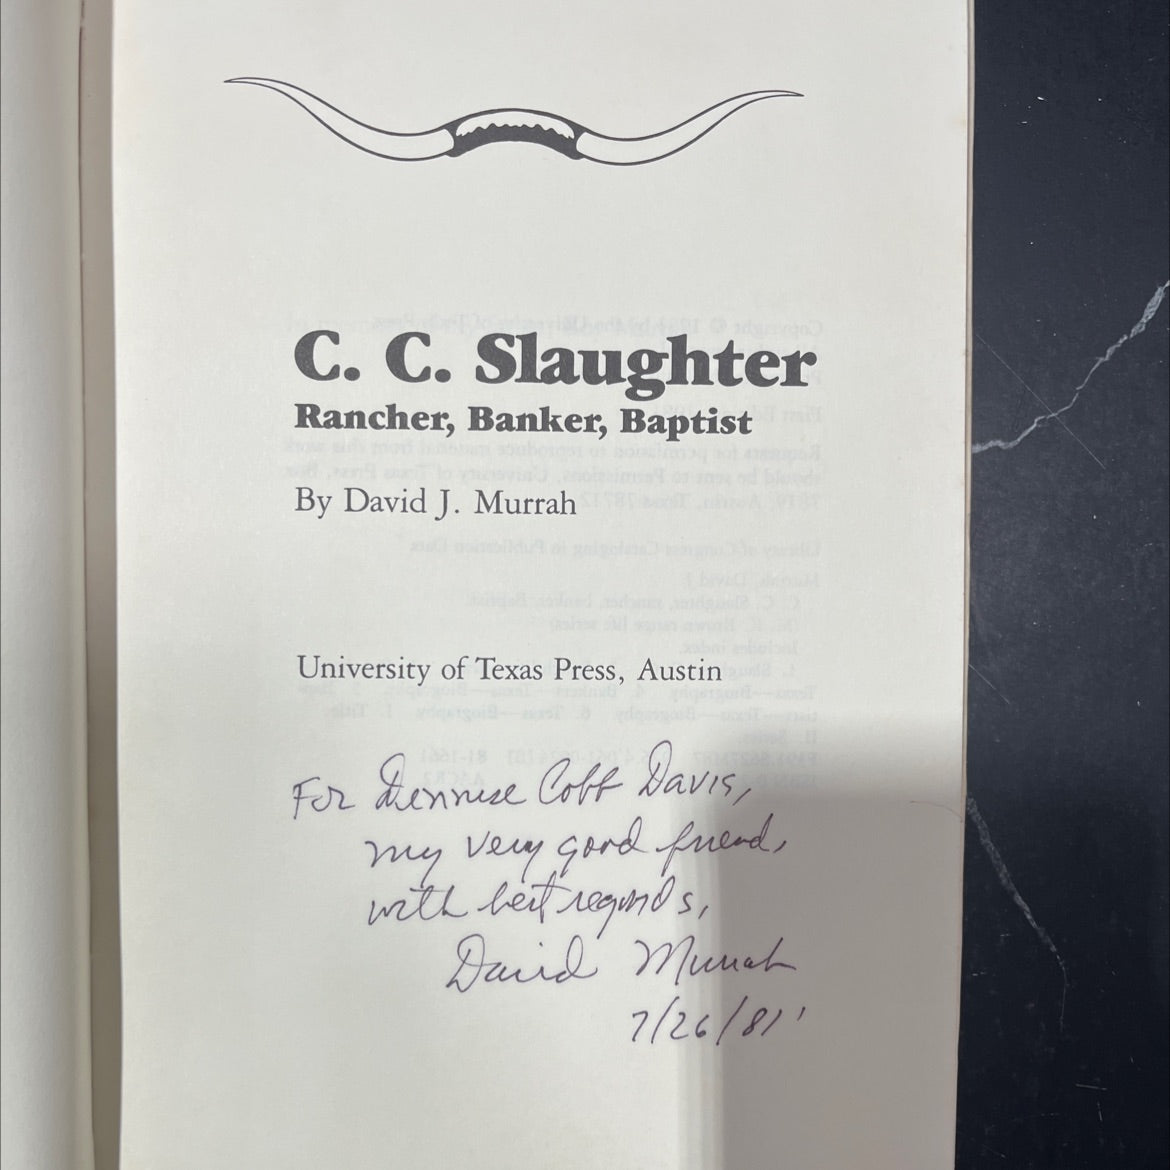 C. C. Slaughter
Rancher, Banker, Baptist
By David J. Murrah
University of Texas Press, Austin
For Dennise Cobb Davis,
my very good friend,
with best regards,
David Murrah
7/26/81